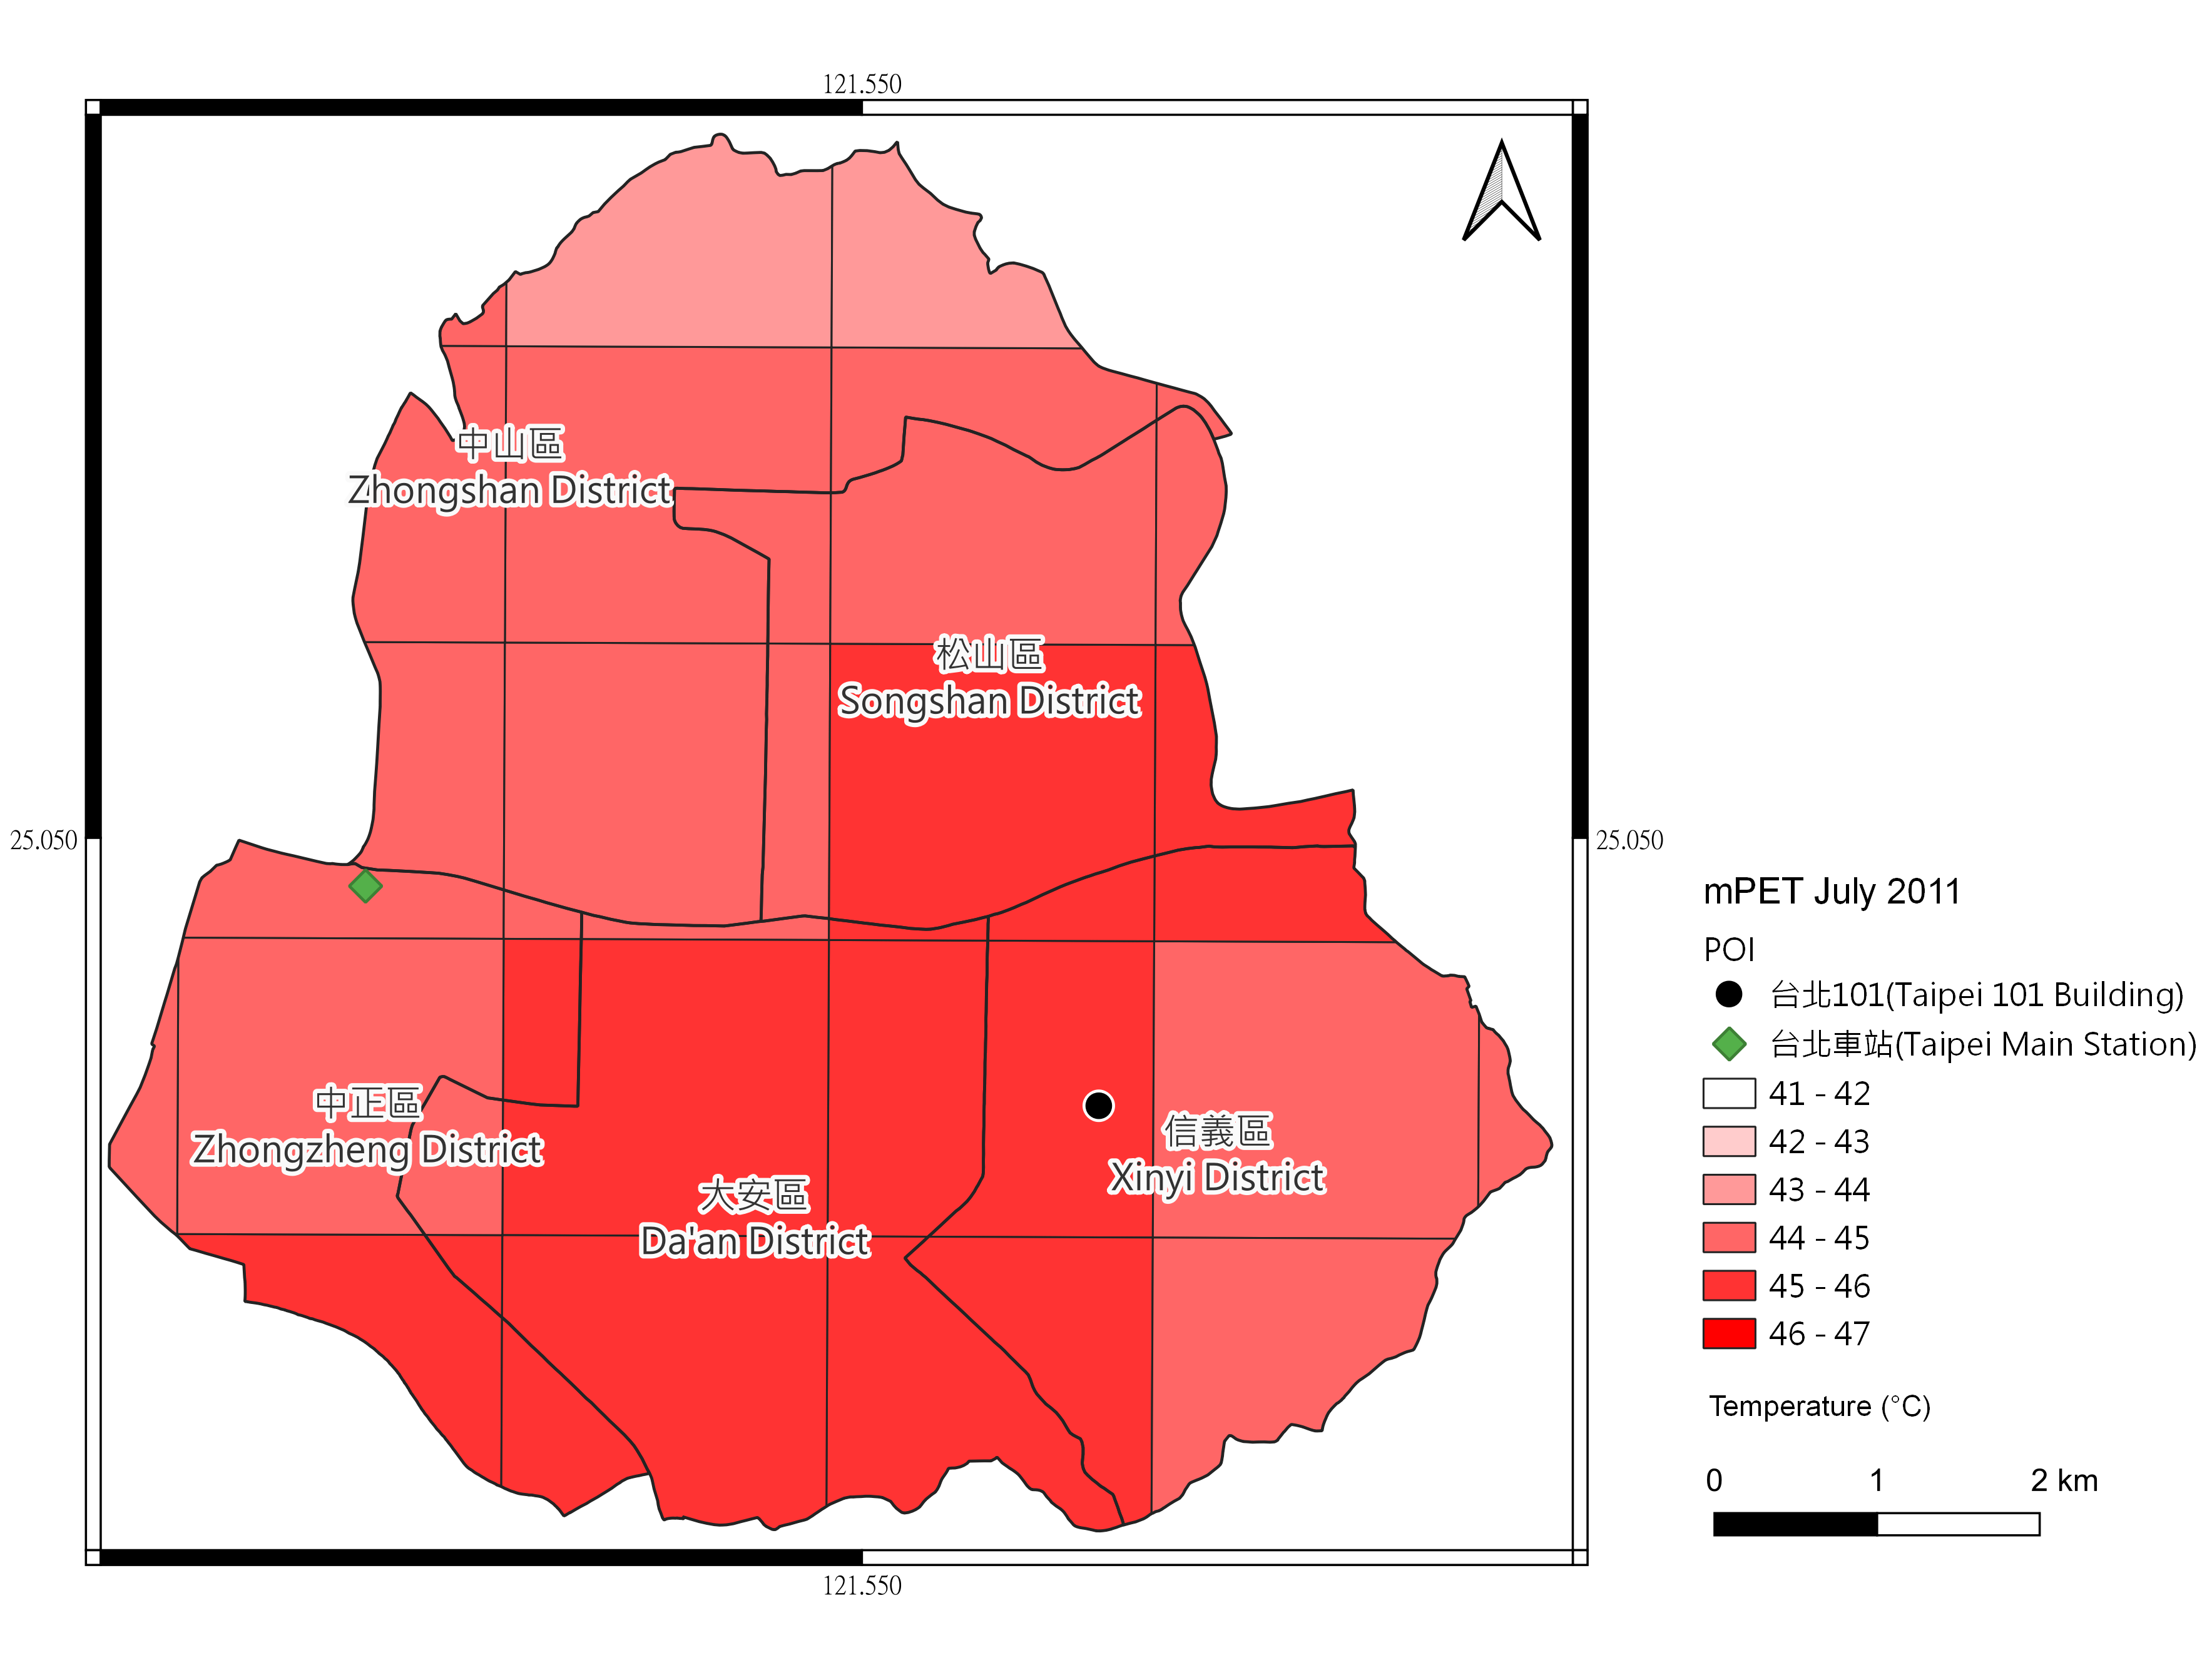 121.550
中山區
Zhongshan District
松山區
Songshan District
25.050
25.050
中正區
Zhongzheng District
大安區
Da'an District
信義區
Xinyi District
121.550
mPET July 2011
POI
台北101(Taipei 101 Building)
台北車站(Taipei Main Station)
41 - 42
42 - 43
43 - 44
44 - 45
45 - 46
46 - 47
Temperature (°C)
0 1 2 km